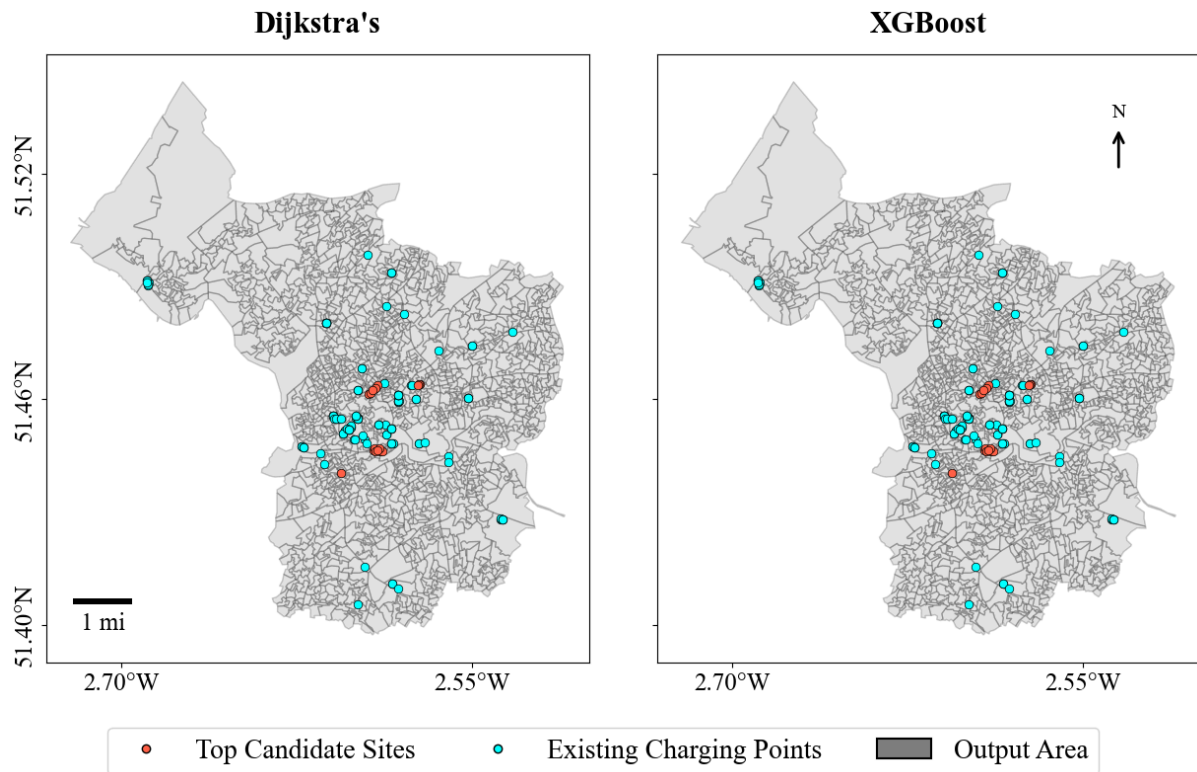 Dijkstra's
XGBoost
N
51.52°N
51.46°N
51.40°N
1 mi
2.70°W
2.55°W
2.70°W
2.55°W
Top Candidate Sites
Existing Charging Points
Output Area